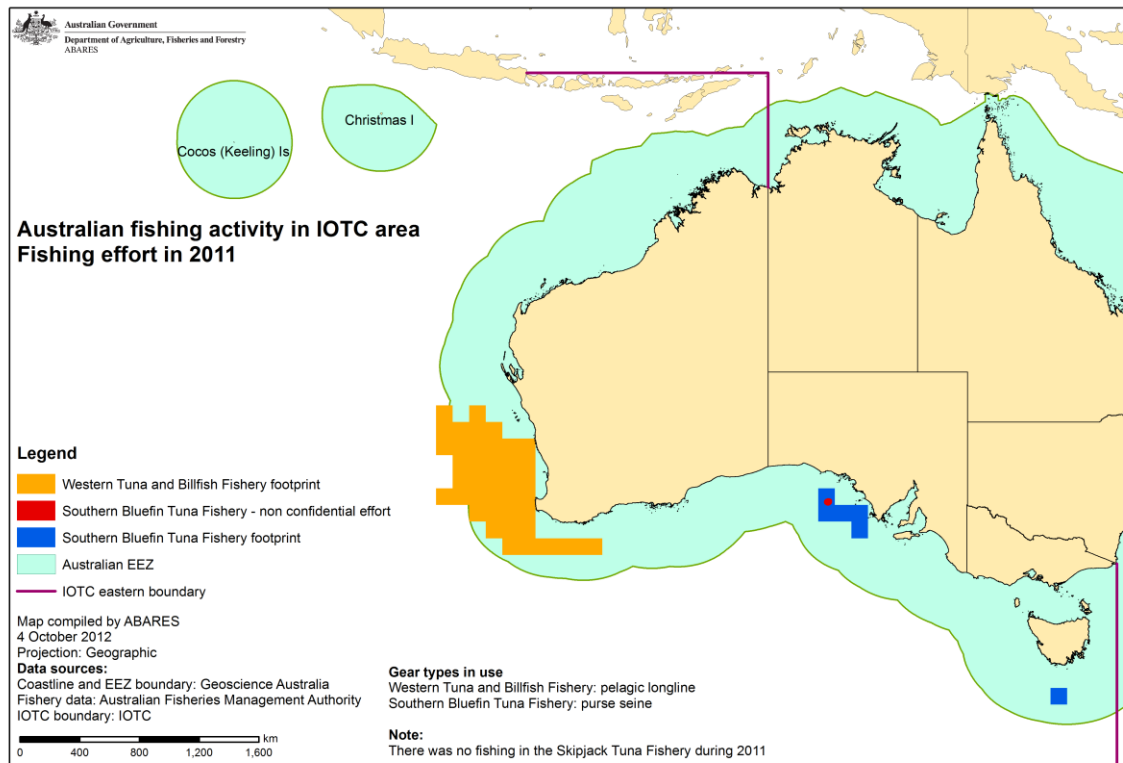 Australian Government
Department of Agriculture, Fisheries and Forestry
ABARES
Christmas I
Cocos (Keeling) Is
Australian fishing activity in IOTC area
Fishing effort in 2011
Legend
Western Tuna and Billfish Fishery footprint
Southern Bluefin Tuna Fishery - non confidential effort
Southern Bluefin Tuna Fishery footprint
Australian EEZ
IOTC eastern boundary
Map compiled by ABARES
4 October 2012
Projection: Geographic
Data sources:
Coastline and EEZ boundary: Geoscience Australia
Fishery data: Australian Fisheries Management Authority
IOTC boundary: IOTC
km
0 400 800 1,200 1,600
Gear types in use
Western Tuna and Billfish Fishery: pelagic longline
Southern Bluefin Tuna Fishery: purse seine
Note:
There was no fishing in the Skipjack Tuna Fishery during 2011